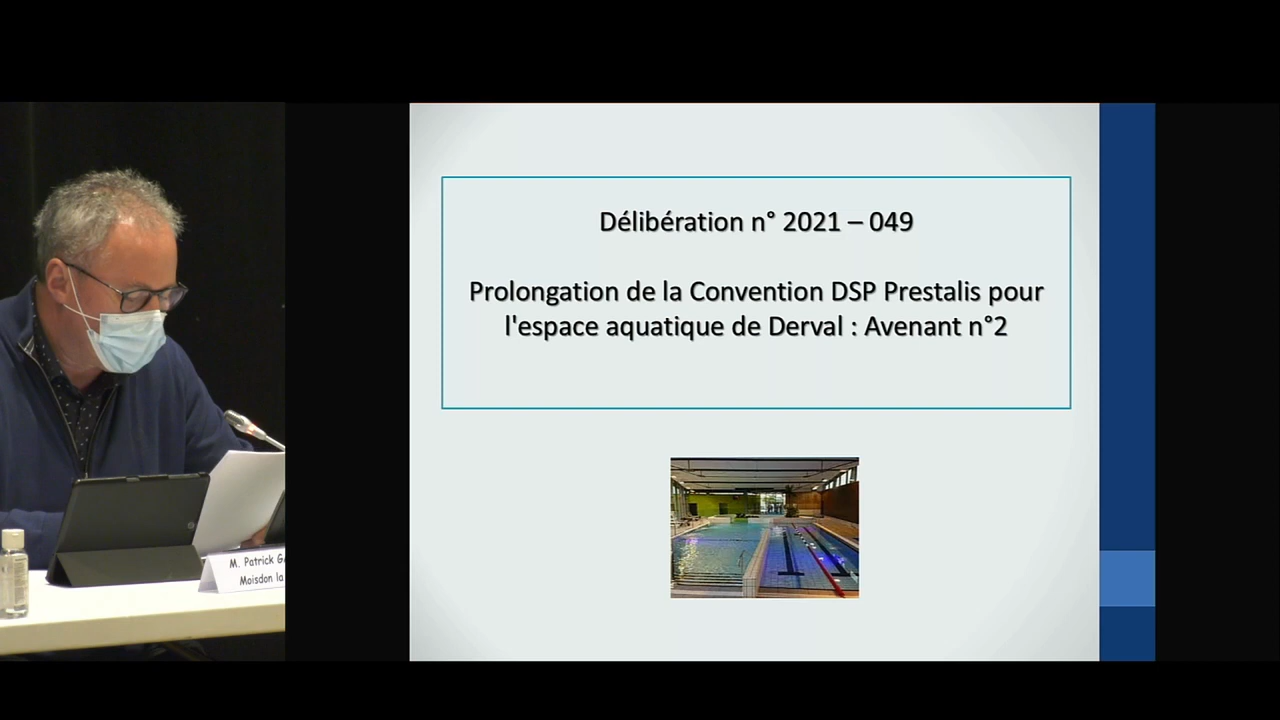 Délibération n° 2021 – 049
Prolongation de la Convention DSP Prestalis pour
l'espace aquatique de Derval : Avenant n°2
M. Patrick
Moisdon la